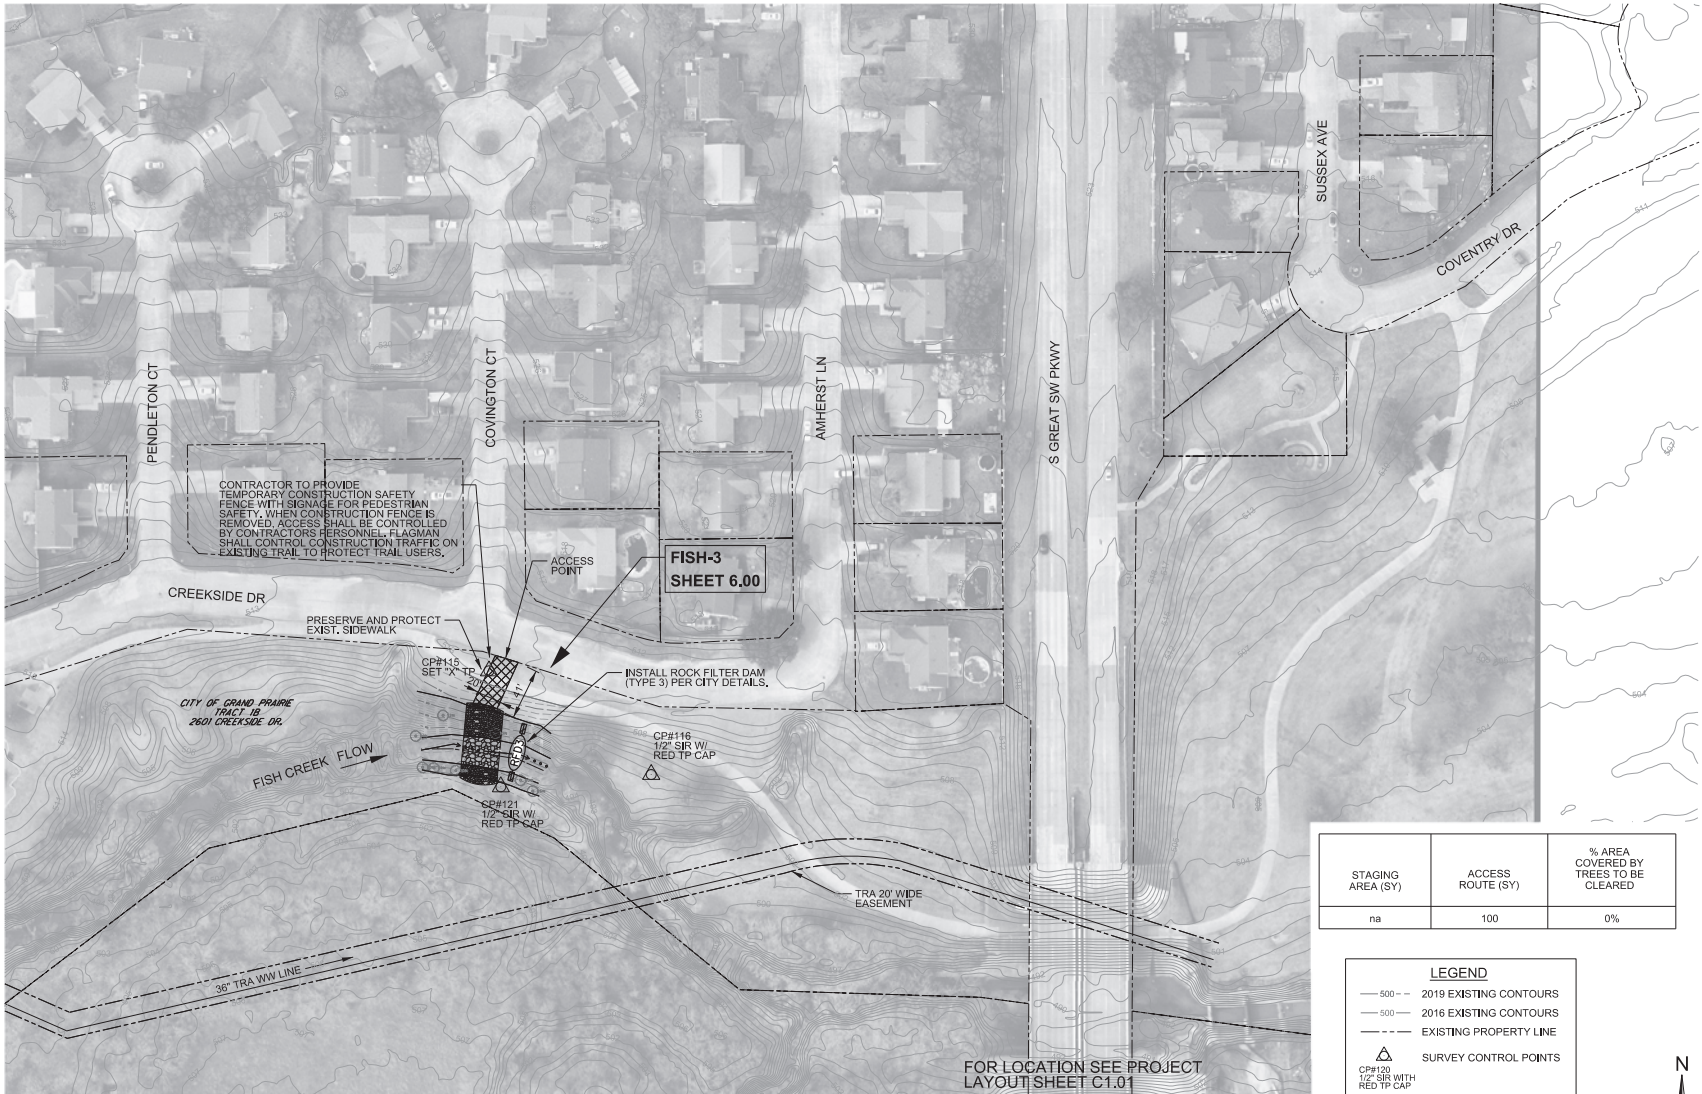 SUSSEX AVE
COVENTRY DR
PENDLETON CT
COVINGTON CT
AMHERST LN
S GREAT SW PKWY
CONTRACTOR TO PROVIDE
TEMPORARY CONSTRUCTION SAFETY
FENCE WITH SIGNAGE FOR PEDESTRIAN
SAFETY. WHEN CONSTRUCTION FENCE IS
REMOVED, ACCESS SHALL BE CONTROLLED
BY CONTRACTORS PERSONNEL. FLAGMAN
SHALL CONTROL CONSTRUCTION TRAFFIC ON
EXISTING TRAIL TO PROTECT TRAIL USERS.
ACCESS
POINT
FISH-3
SHEET 6.00
CREEKSIDE DR
PRESERVE AND PROTECT
EXIST. SIDEWALK
CP#115
SET "X" TP
20'
41'
INSTALL ROCK FILTER DAM
(TYPE 3) PER CITY DETAILS.
CITY OF GRAND PRAIRIE
TRACT 1B
2601 CREEKSIDE DR.
RFD3
CP#116
1/2" SIR W/
RED TP CAP
FISH CREEK FLOW
CP#121
1/2" SIR W/
RED TP CAP
TRA 20' WIDE
EASEMENT
36" TRA WW LINE
STAGING
AREA (SY)
ACCESS
ROUTE (SY)
% AREA
COVERED BY
TREES TO BE
CLEARED
na
100
0%
LEGEND
500 2019 EXISTING CONTOURS
500 2016 EXISTING CONTOURS
EXISTING PROPERTY LINE
SURVEY CONTROL POINTS
CP#120
1/2" SIR WITH
RED TP CAP
FOR LOCATION SEE PROJECT
LAYOUT SHEET C1.01
N